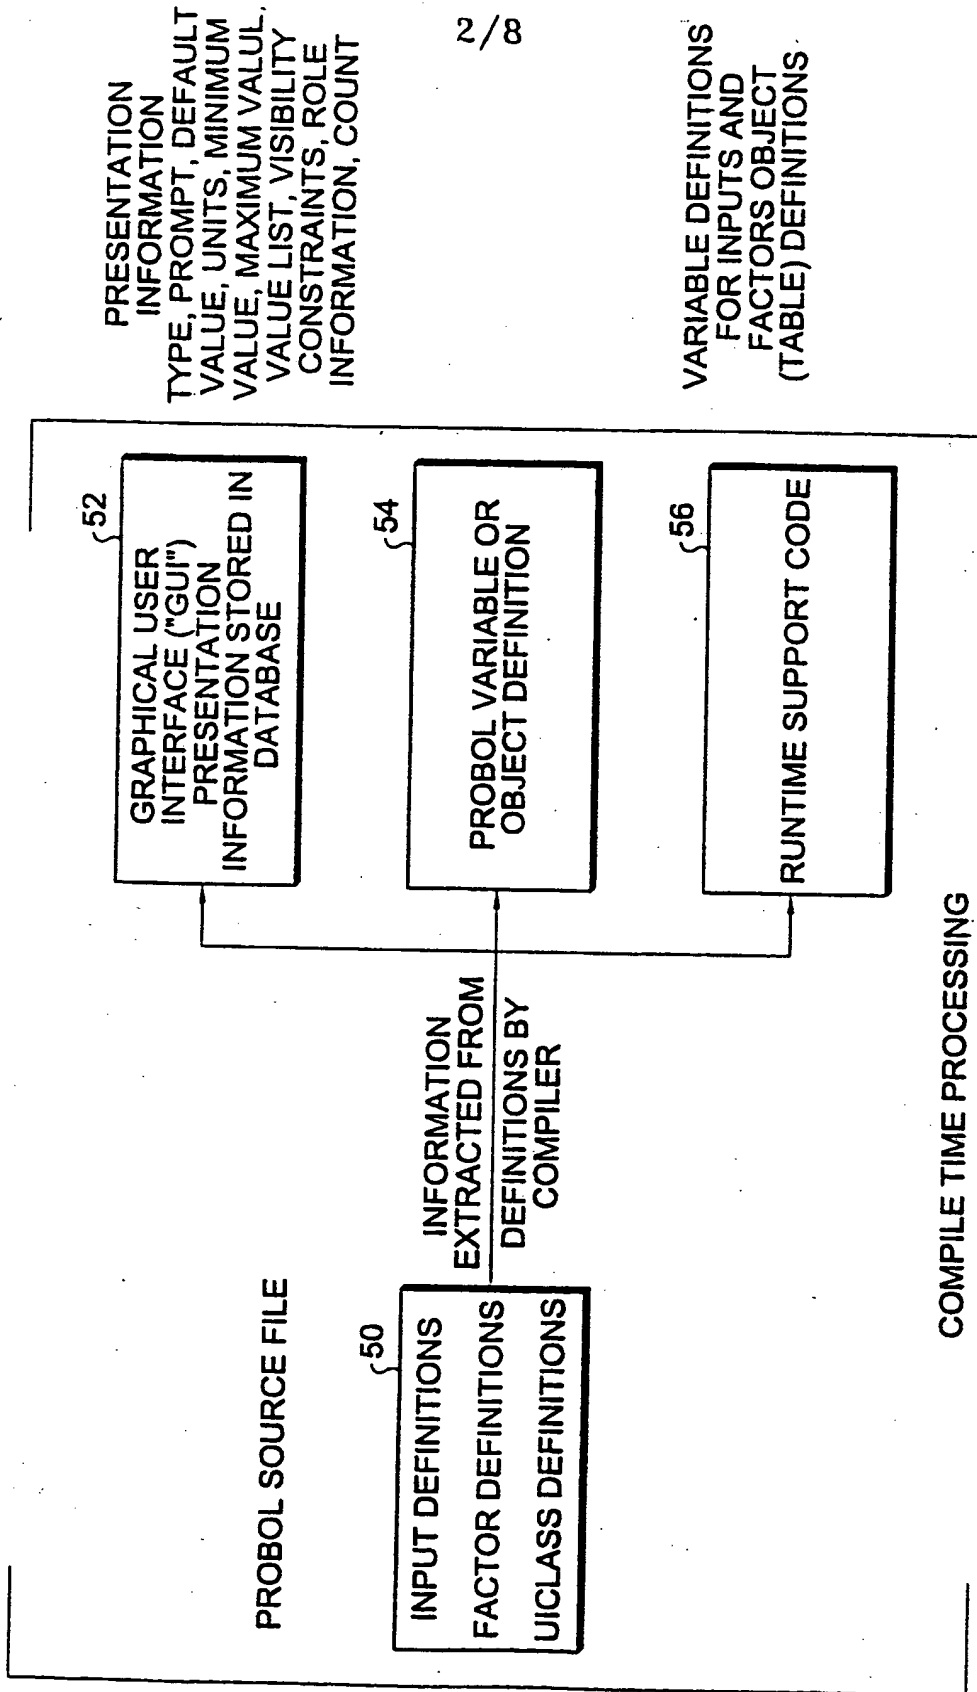 2/8
PROBOL SOURCE FILE
50
INPUT DEFINITIONS
FACTOR DEFINITIONS
UICLASS DEFINITIONS
INFORMATION
EXTRACTED FROM
DEFINITIONS BY
COMPILER
52
GRAPHICAL USER
INTERFACE ("GUI")
PRESENTATION
INFORMATION STORED IN
DATABASE
54
PROBOL VARIABLE OR
OBJECT DEFINITION
56
RUNTIME SUPPORT CODE
PRESENTATION
INFORMATION
TYPE, PROMPT, DEFAULT
VALUE, UNITS, MINIMUM
VALUE, MAXIMUM VALUE,
VALUE LIST, VISIBILITY
CONSTRAINTS, ROLE
INFORMATION, COUNT
VARIABLE DEFINITIONS
FOR INPUTS AND
FACTORS OBJECT
(TABLE) DEFINITIONS
COMPILE TIME PROCESSING